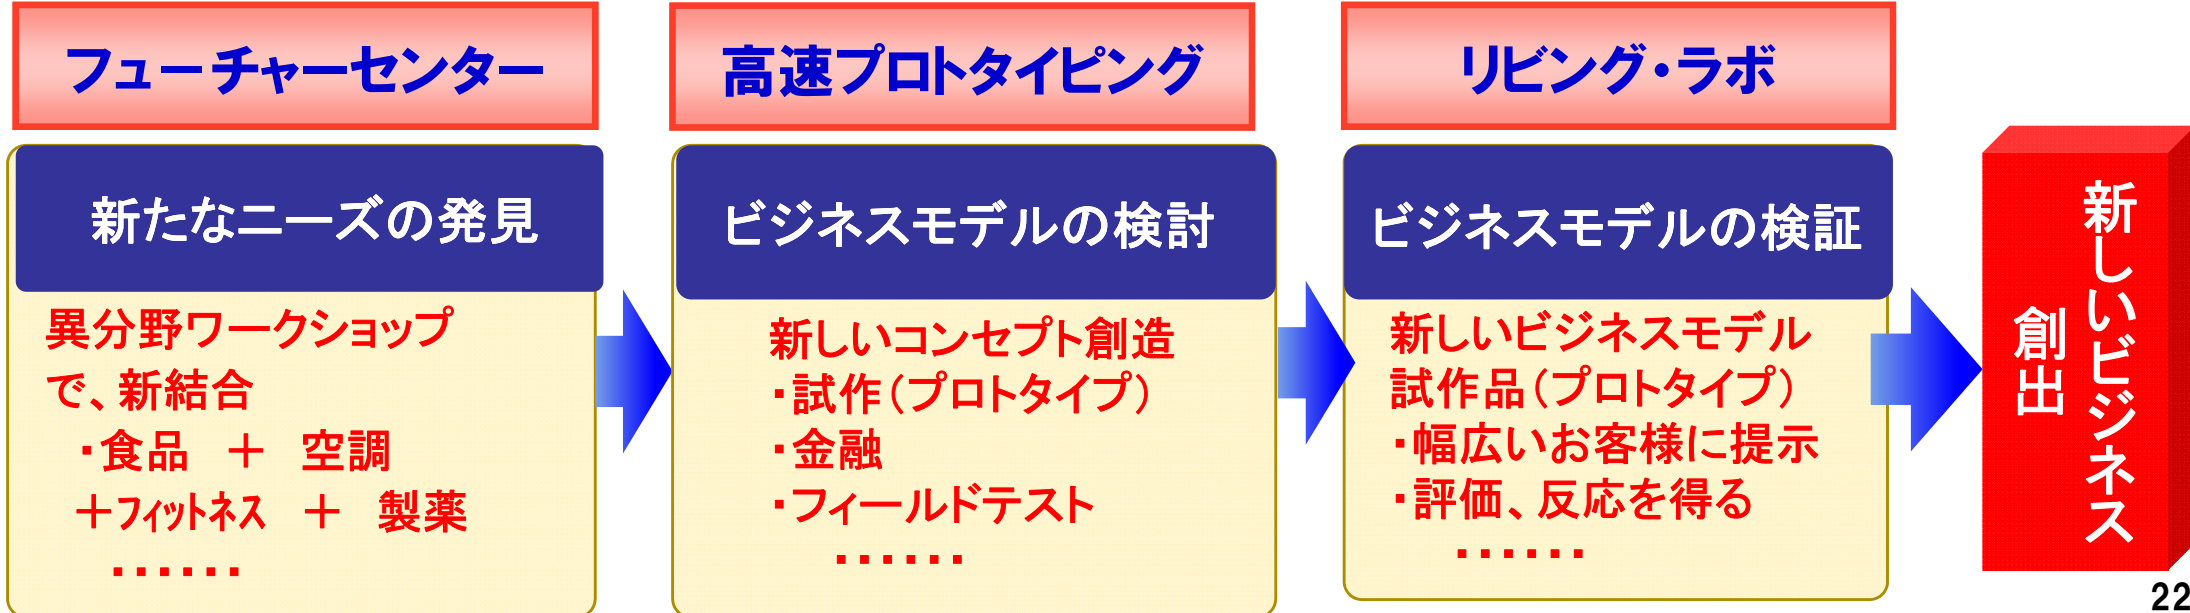 フューチャーセンター
新たなニーズの発見
異分野ワークショップ
で、新結合
・食品 ＋ 空調
＋フィットネス ＋ 製薬
・・・・・・
高速プロトタイピング
ビジネスモデルの検討
新しいコンセプト創造
・試作（プロトタイプ）
・金融
・フィールドテスト
・・・・・・
リビング・ラボ
ビジネスモデルの検証
新しいビジネスモデル
試作品（プロトタイプ）
・幅広いお客様に提示
・評価、反応を得る
・・・・・・
新しいビジネス
創出
22